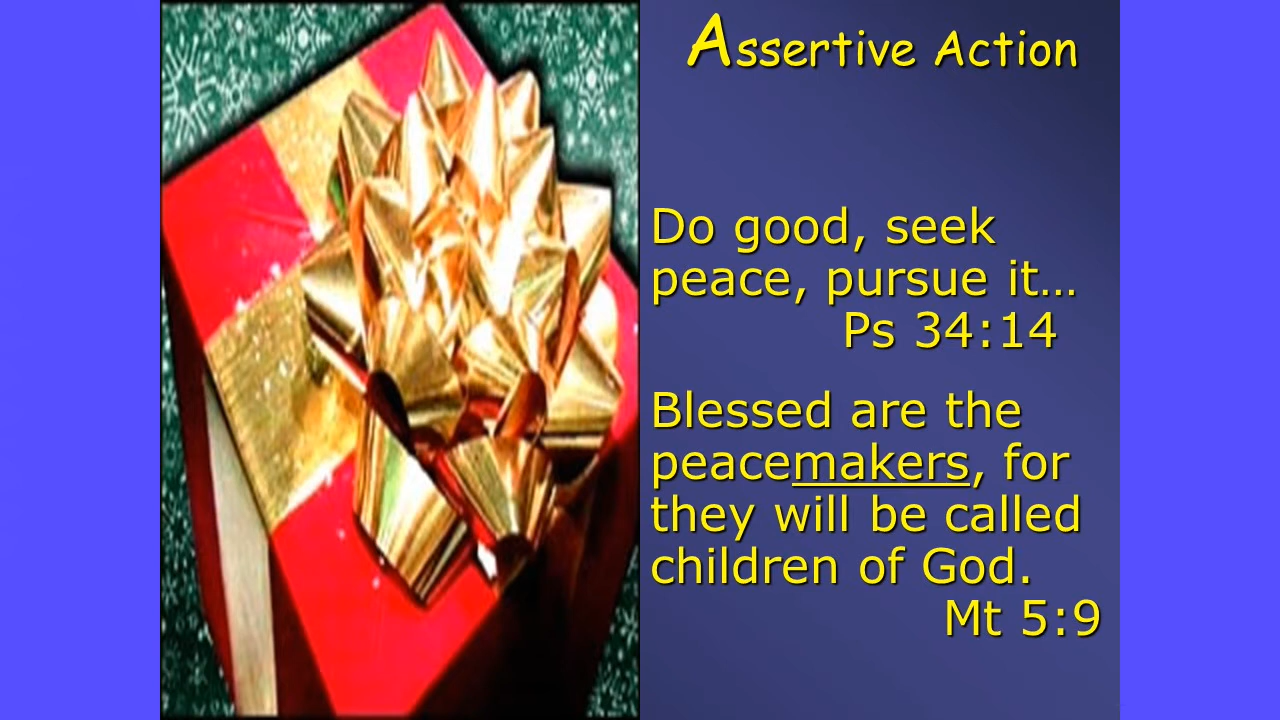 Assertive Action
Do good, seek
peace, pursue it…
Ps 34:14
Blessed are the
peacemakers, for
they will be called
children of God.
Mt 5:9